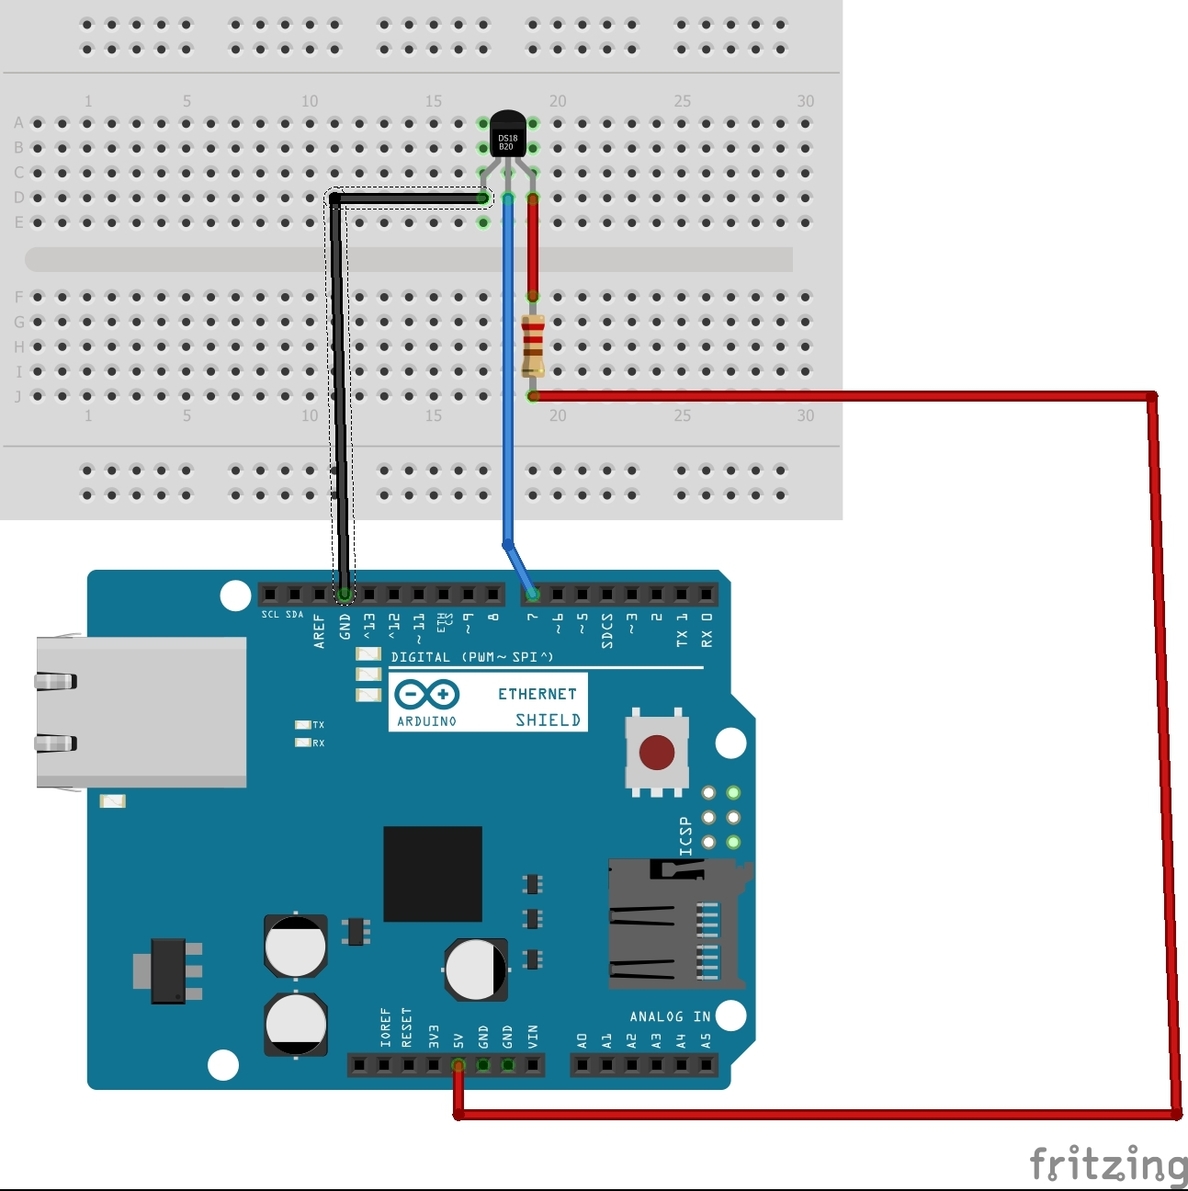 1 5 10 15 20 25 30
A
B
C
D
E
DS18
B20
F
G
H
I
J
1 5 10 15 20 25 30
SCL SDA AREF GND ^13 ^12 ~11 ETH CS ~9 8 7 ~6 ~5 SDCS ~3 2 TX 1 RX 0
DIGITAL (PWM~ SPI^)
ETHERNET
ARDUINO SHIELD
TX
RX
ICSP
ANALOG IN
IOREF RESET 3V3 5V GND GND VIN A0 A1 A2 A3 A4 A5
fritzing